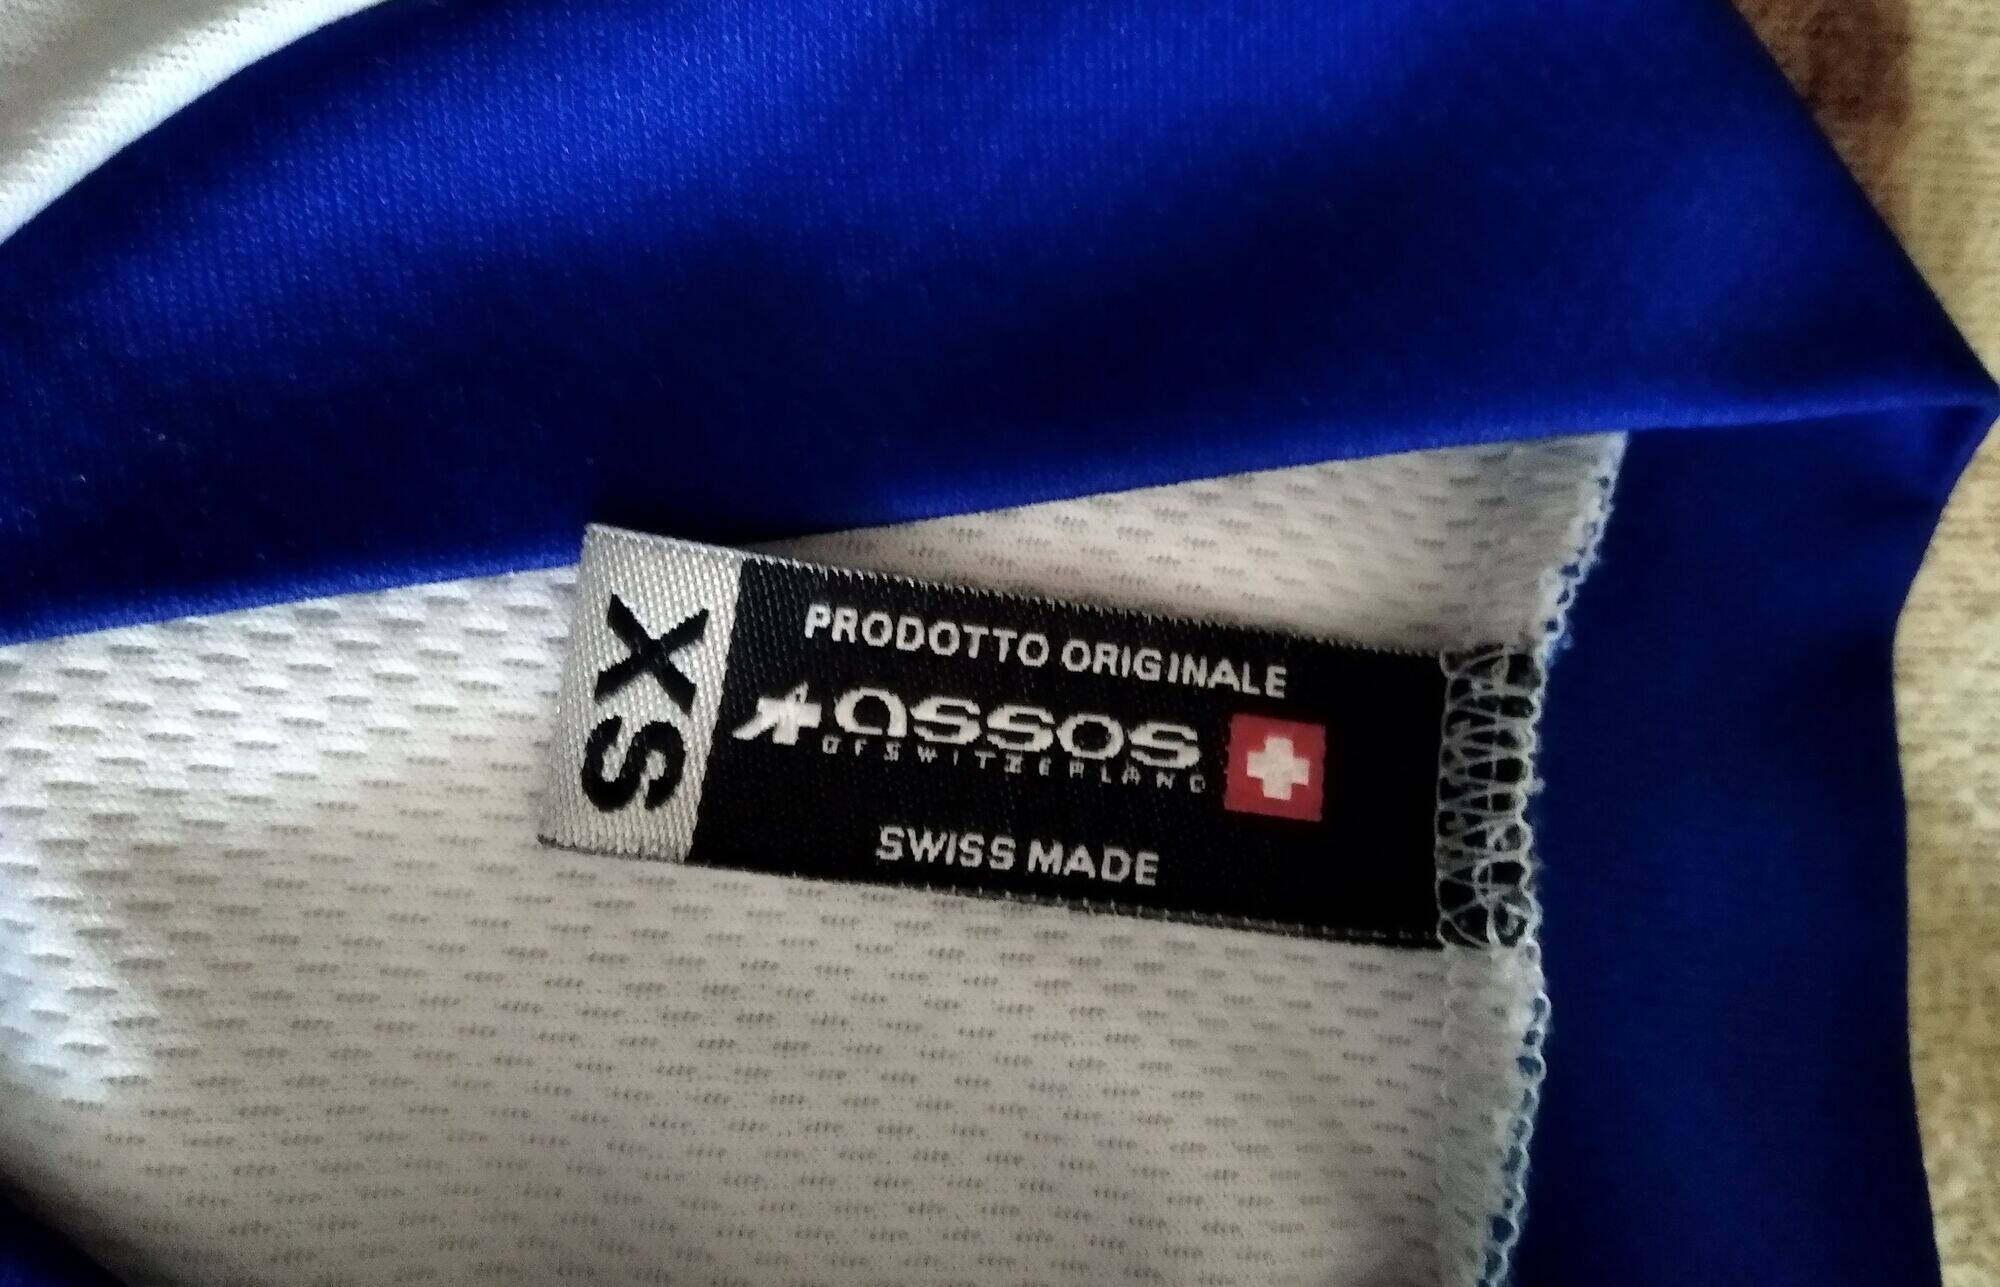 XS
PRODOTTO ORIGINALE
assos
OF SWITZERLAND
SWISS MADE